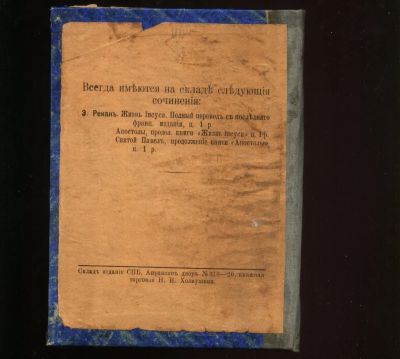 Всегда имѣются на складѣ слѣдующія
сочиненія:
Э. Ренанъ. Жизнь Іисуса. Полный переводъ съ послѣдняго
франц. изданія, ц. 1 р.
Апостолы, продол. книги «Жизнь Іисуса» ц. 1 р.
Святой Павелъ, продолженіе книги «Апостолы»,
ц. 1 р.
Складъ изданія СПБ. Апраксинъ дворъ № —20, книжная
торговля Н. И. Холмушина.